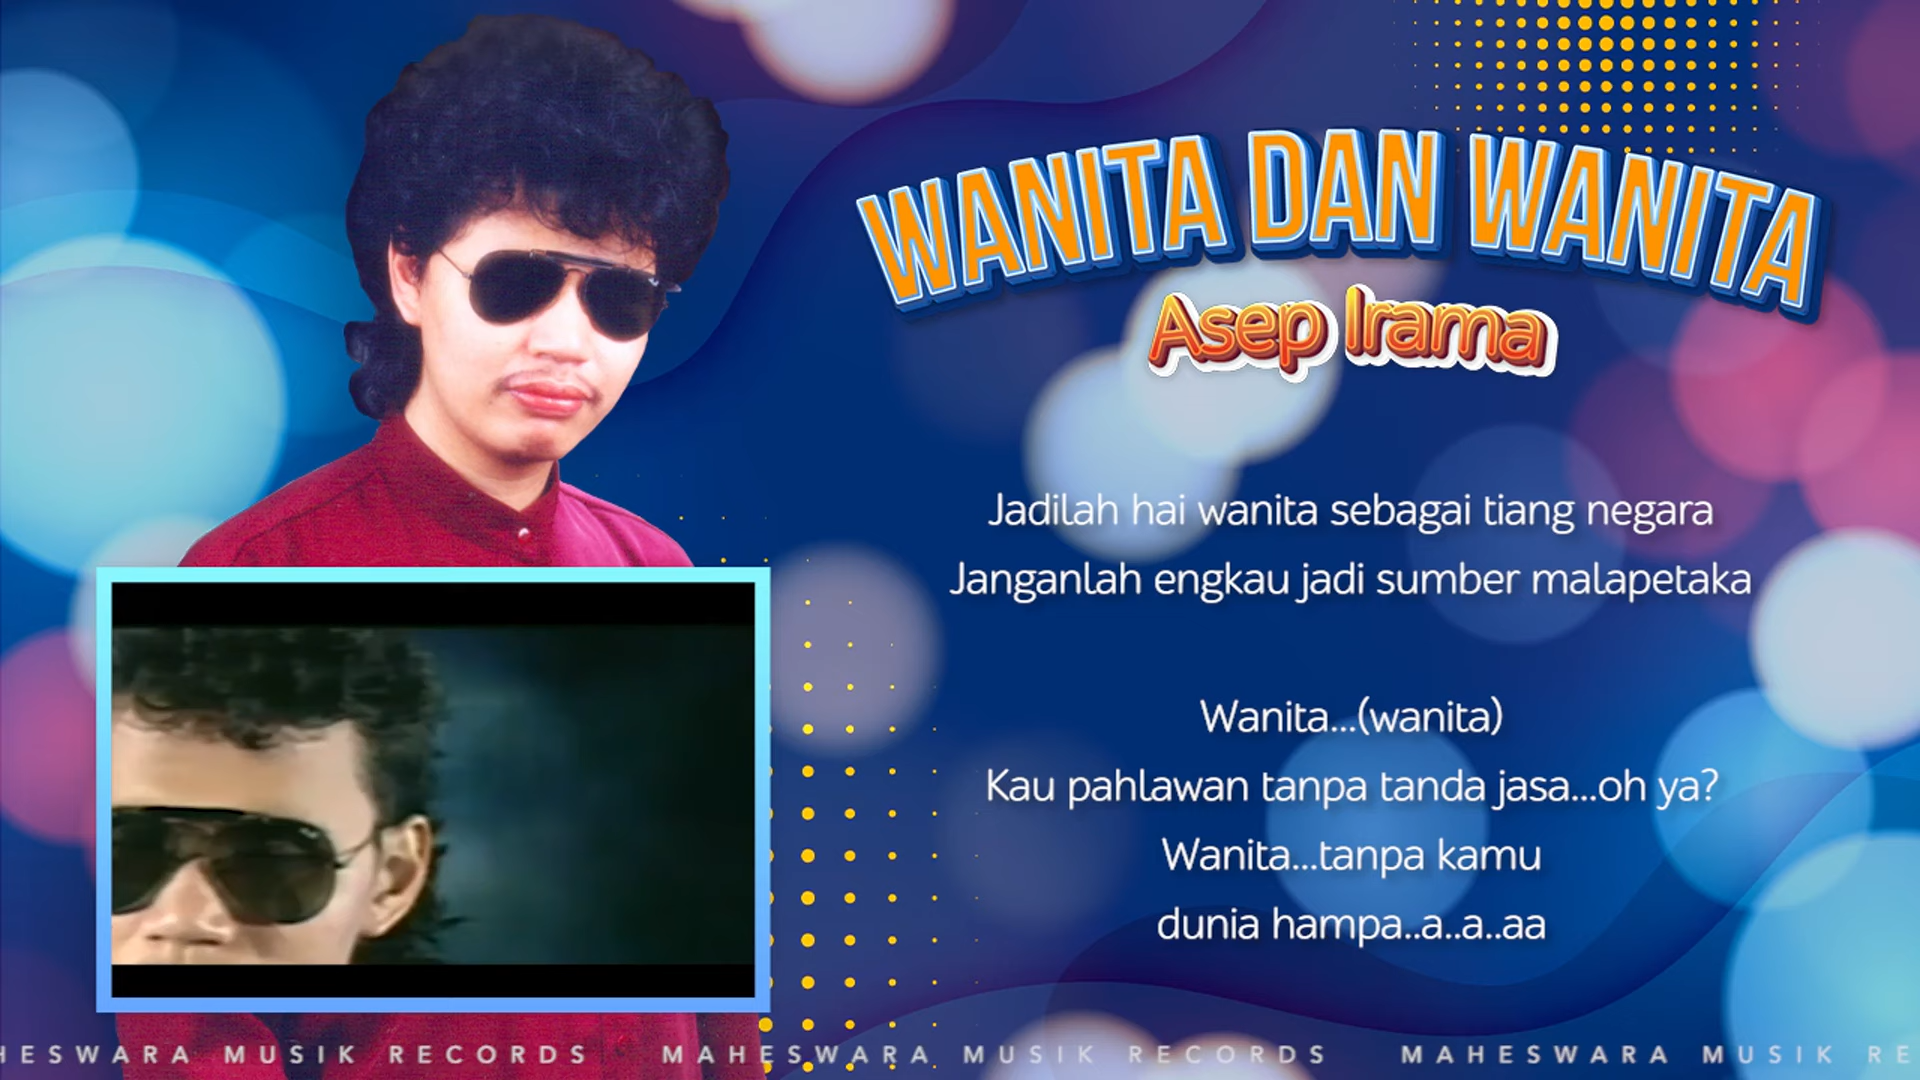 WANITA DAN WANITA
Asep Irama
Jadilah hai wanita sebagai tiang negara
Janganlah engkau jadi sumber malapetaka
Wanita...(wanita)
Kau pahlawan tanpa tanda jasa...oh ya?
Wanita...tanpa kamu
dunia hampa..a..a..aa
HESWARA MUSIK RECORDS MAHESWARA MUSIK RECORDS MAHESWARA MUSIK RE